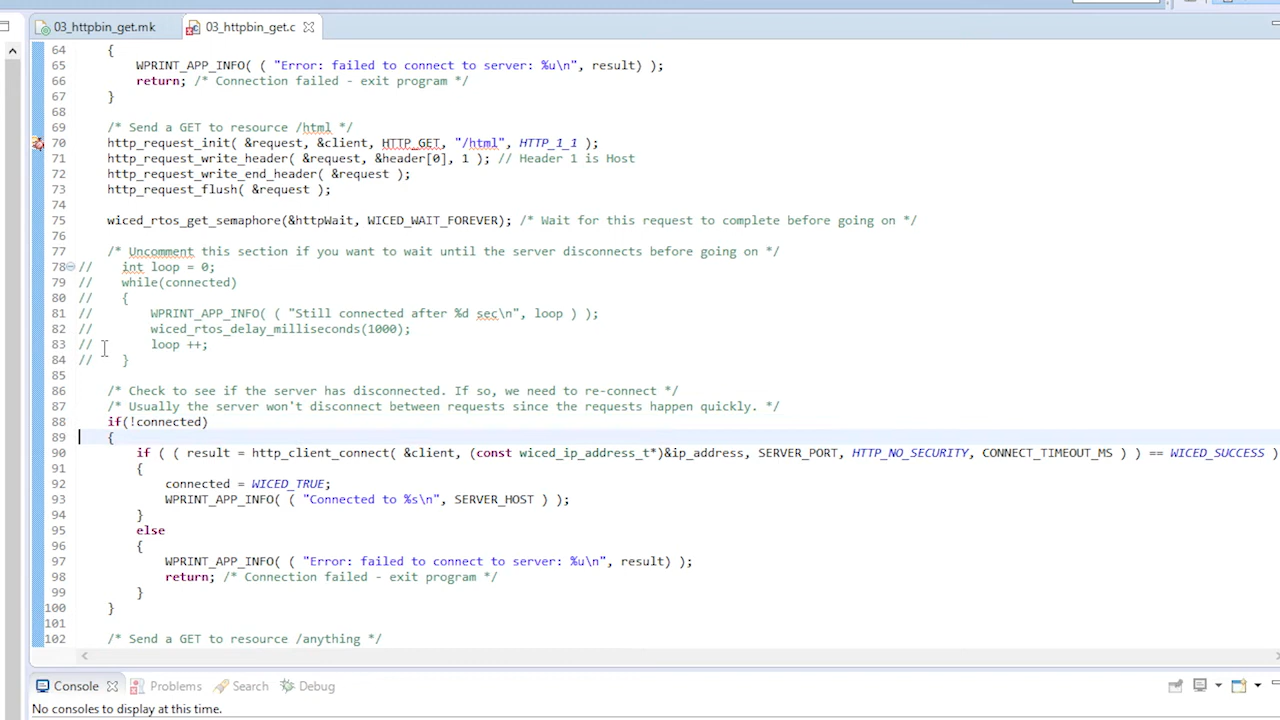 03_httpbin_get.mk 03_httpbin_get.c
64 {
65 WPRINT_APP_INFO( ( "Error: failed to connect to server: %u\n", result) );
66 return; /* Connection failed - exit program */
67 }
68
69 /* Send a GET to resource /html */
70 http_request_init( &request, &client, HTTP_GET, "/html", HTTP_1_1 );
71 http_request_write_header( &request, &header[0], 1 ); // Header 1 is Host
72 http_request_write_end_header( &request );
73 http_request_flush( &request );
74
75 wiced_rtos_get_semaphore(&httpWait, WICED_WAIT_FOREVER); /* Wait for this request to complete before going on */
76
77 /* Uncomment this section if you want to wait until the server disconnects before going on */
78 // int loop = 0;
79 // while(connected)
80 // {
81 // WPRINT_APP_INFO( ( "Still connected after %d sec\n", loop ) );
82 // wiced_rtos_delay_milliseconds(1000);
83 // loop ++;
84 // }
85
86 /* Check to see if the server has disconnected. If so, we need to re-connect */
87 /* Usually the server won't disconnect between requests since the requests happen quickly. */
88 if(!connected)
89 {
90 if ( ( result = http_client_connect( &client, (const wiced_ip_address_t*)&ip_address, SERVER_PORT, HTTP_NO_SECURITY, CONNECT_TIMEOUT_MS ) ) == WICED_SUCCESS )
91 {
92 connected = WICED_TRUE;
93 WPRINT_APP_INFO( ( "Connected to %s\n", SERVER_HOST ) );
94 }
95 else
96 {
97 WPRINT_APP_INFO( ( "Error: failed to connect to server: %u\n", result) );
98 return; /* Connection failed - exit program */
99 }
100 }
101
102 /* Send a GET to resource /anything */
Console Problems Search Debug
No consoles to display at this time.